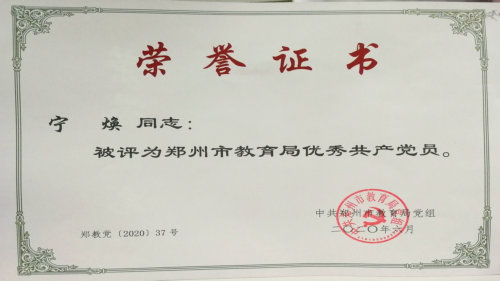 荣誉证书
宁 焕 同志：
被评为郑州市教育局优秀共产党员。
中共郑州市教育局党组
二〇二〇年六月
郑教党〔2020〕37号